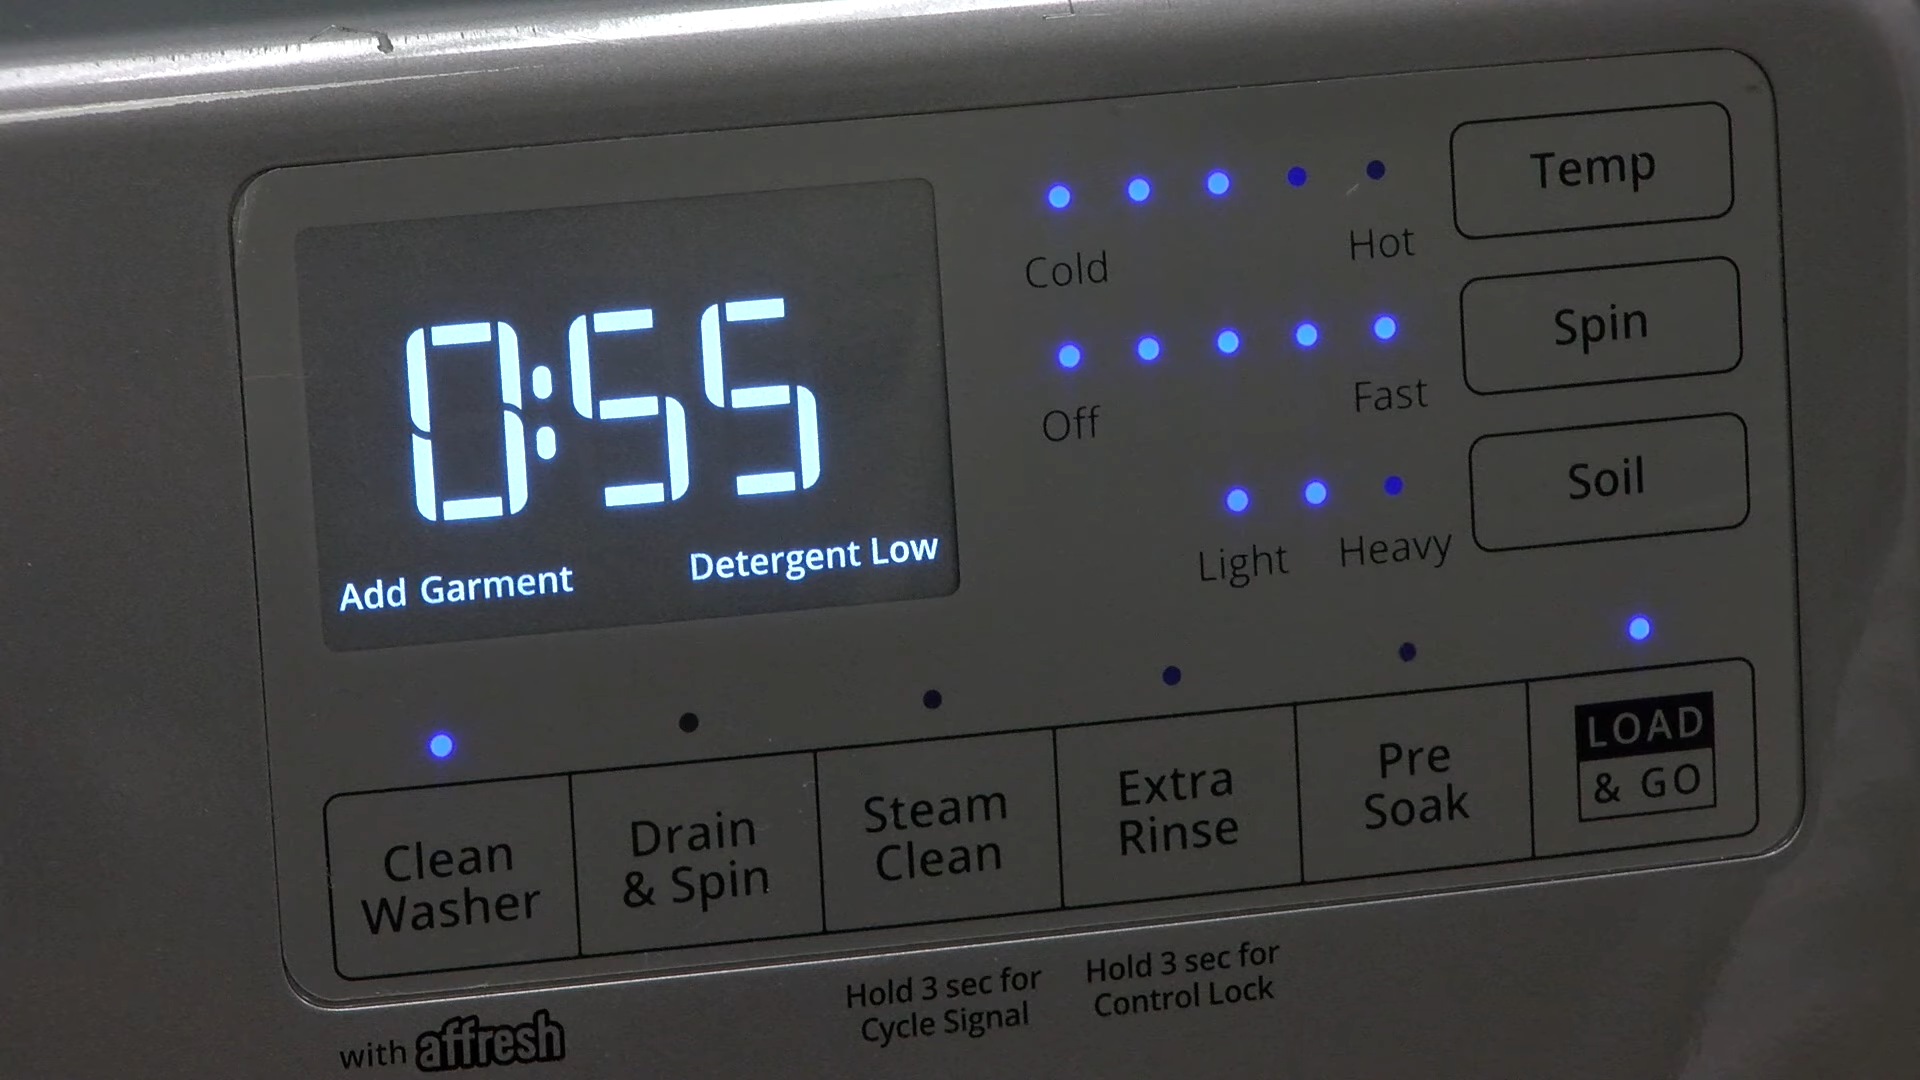 Temp
Cold
Hot
0:55
Spin
Off
Fast
Soil
Add Garment
Detergent Low
Light
Heavy
Clean
Washer
Drain
& Spin
Steam
Clean
Extra
Rinse
Pre
Soak
LOAD
& GO
with affresh
Hold 3 sec for
Cycle Signal
Hold 3 sec for
Control Lock